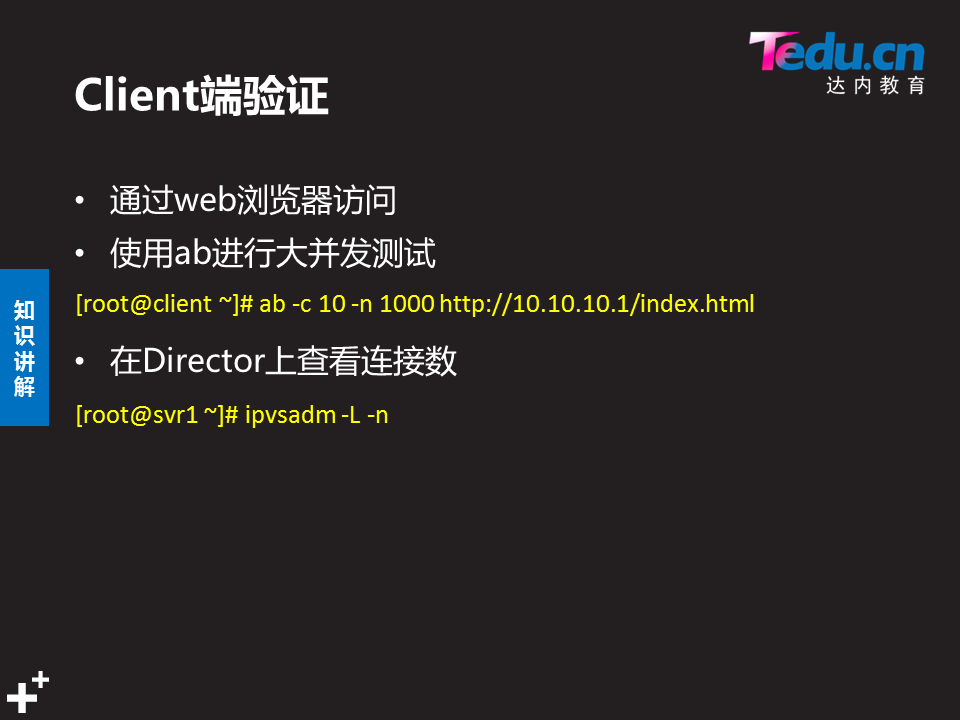 Tedu.cn
达内教育
Client端验证
• 通过web浏览器访问
• 使用ab进行大并发测试
[root@client ~]# ab -c 10 -n 1000 http://10.10.10.1/index.html
• 在Director上查看连接数
[root@svr1 ~]# ipvsadm -L -n
知识讲解